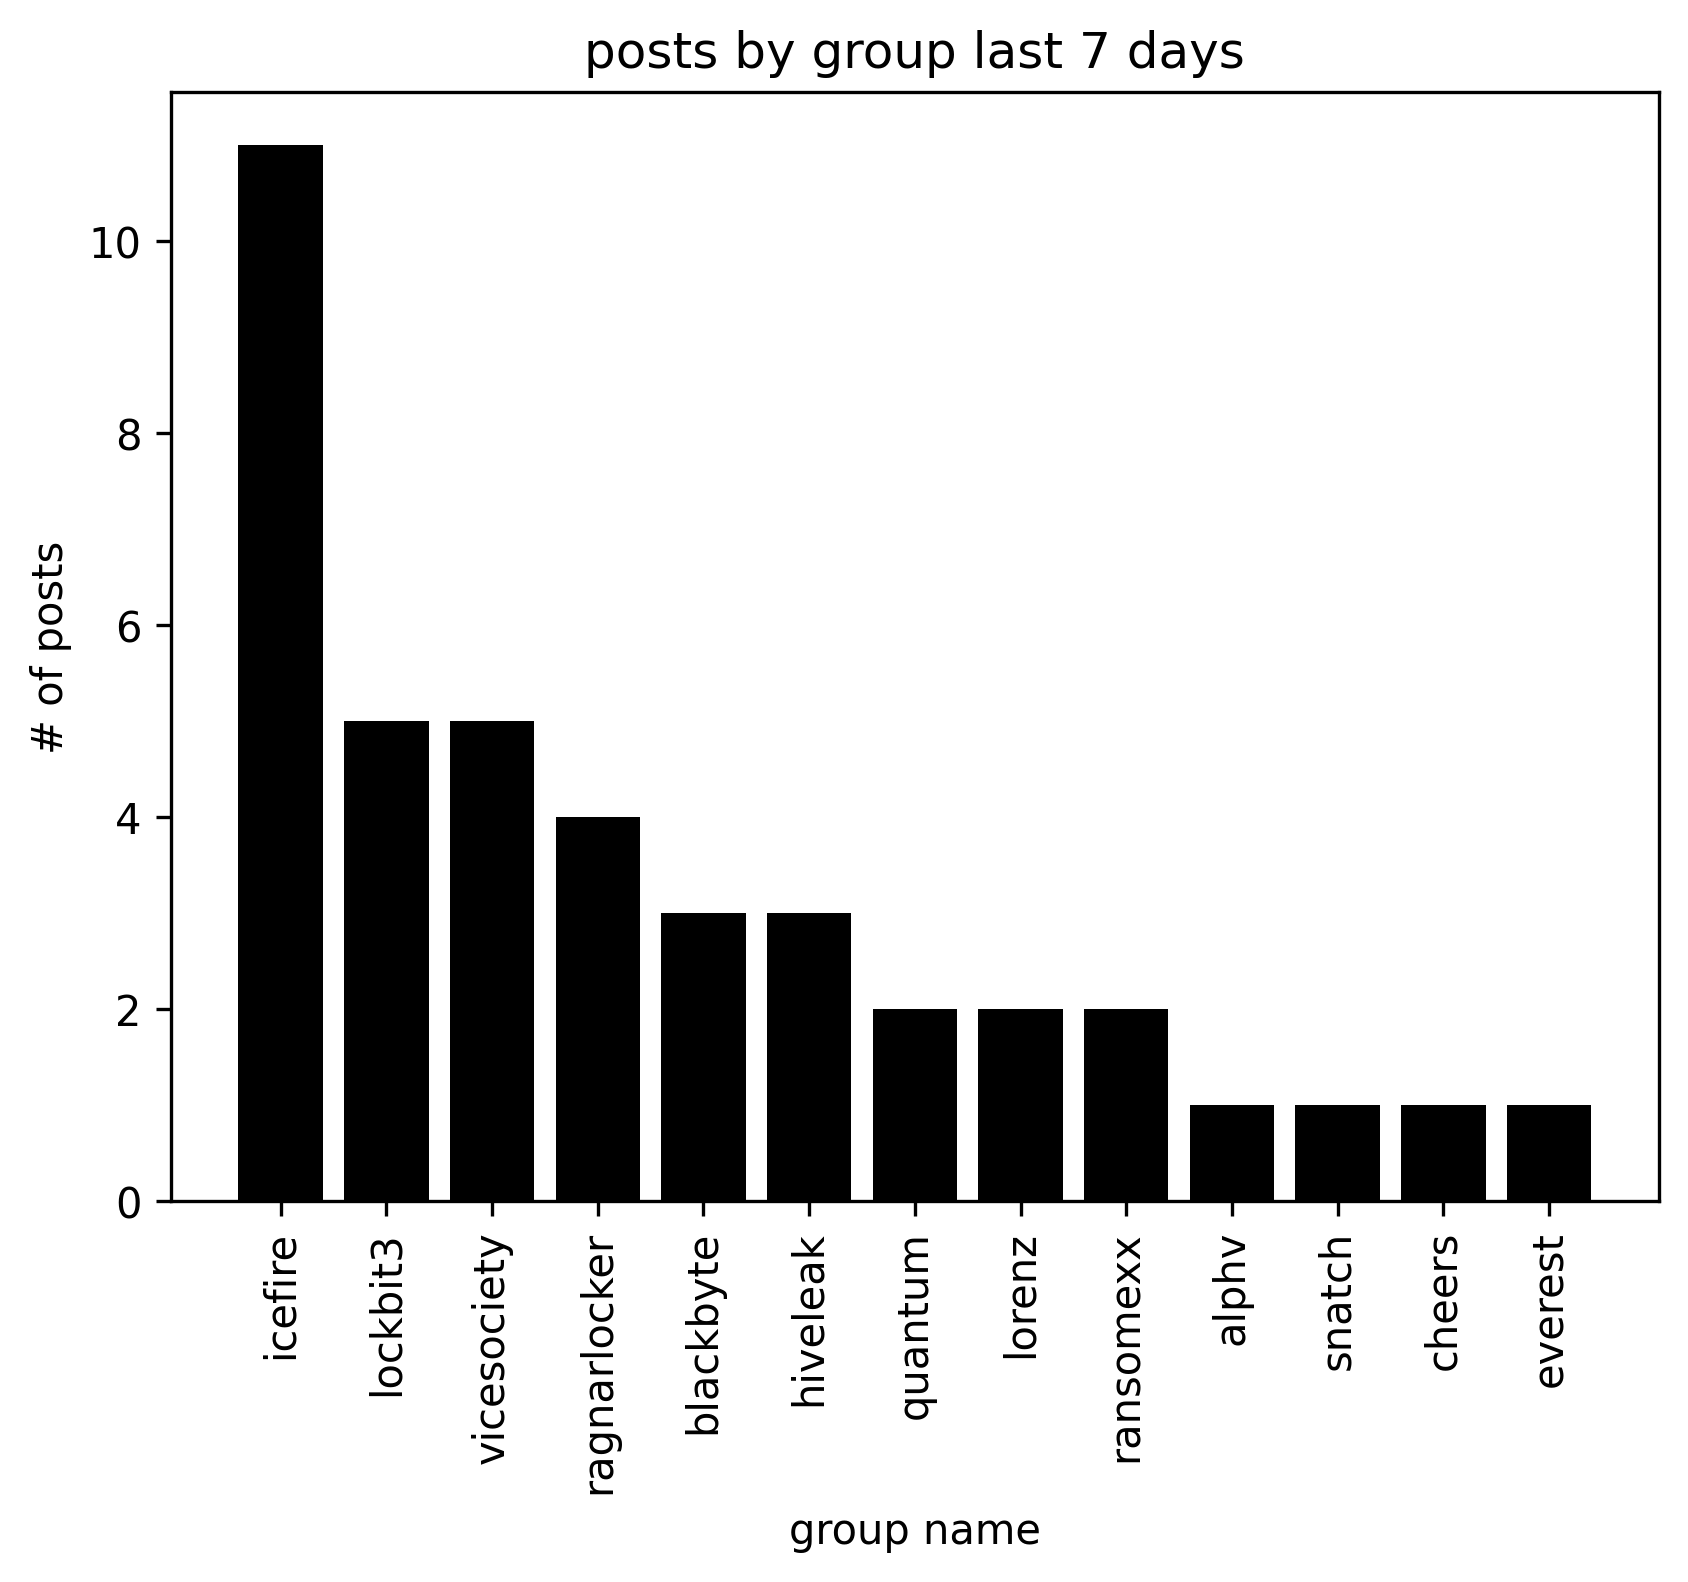 posts by group last 7 days
# of posts
10
8
6
4
2
0
icefire
lockbit3
vicesociety
ragnarlocker
blackbyte
hiveleak
quantum
lorenz
ransomexx
alphv
snatch
cheers
everest
group name